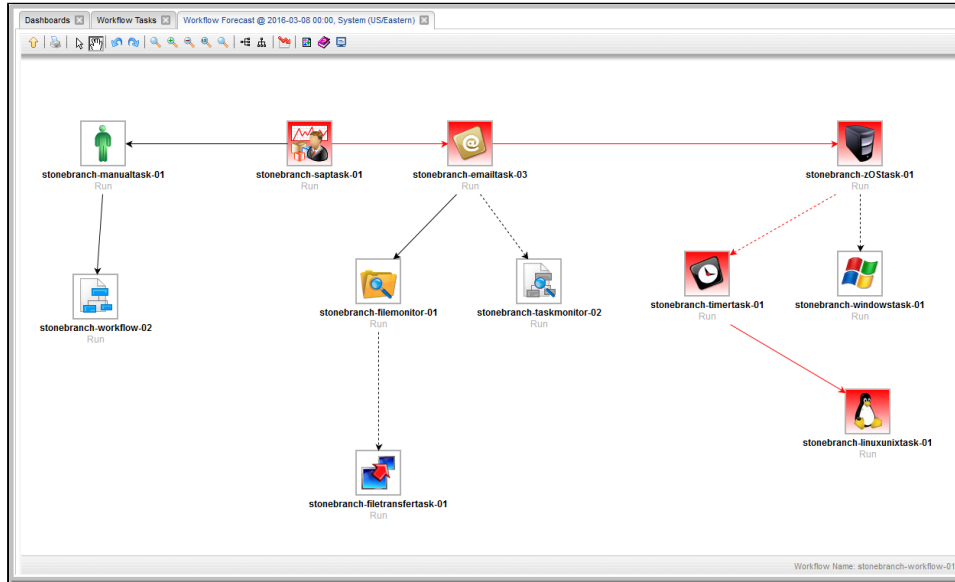 Dashboards
Workflow Tasks
Workflow Forecast @ 2016-03-08 00:00, System (US/Eastern)
stonebranch-manualtask-01
Run
stonebranch-saptask-01
Run
@
stonebranch-emailtask-03
Run
stonebranch-zOStask-01
Run
stonebranch-workflow-02
Run
stonebranch-filemonitor-01
Run
stonebranch-taskmonitor-02
Run
stonebranch-timertask-01
Run
stonebranch-windowstask-01
Run
stonebranch-linuxunixtask-01
Run
stonebranch-filetransfertask-01
Run
Workflow Name: stonebranch-workflow-01